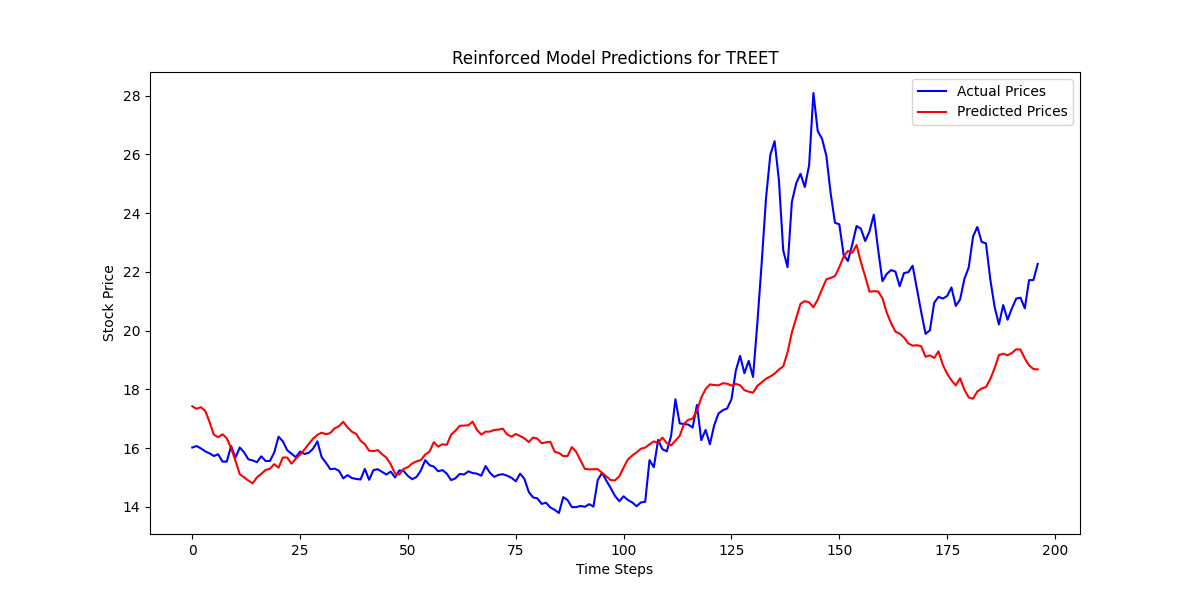 Reinforced Model Predictions for TREET
Actual Prices
Predicted Prices
Stock Price
28
26
24
22
20
18
16
14
0 25 50 75 100 125 150 175 200
Time Steps